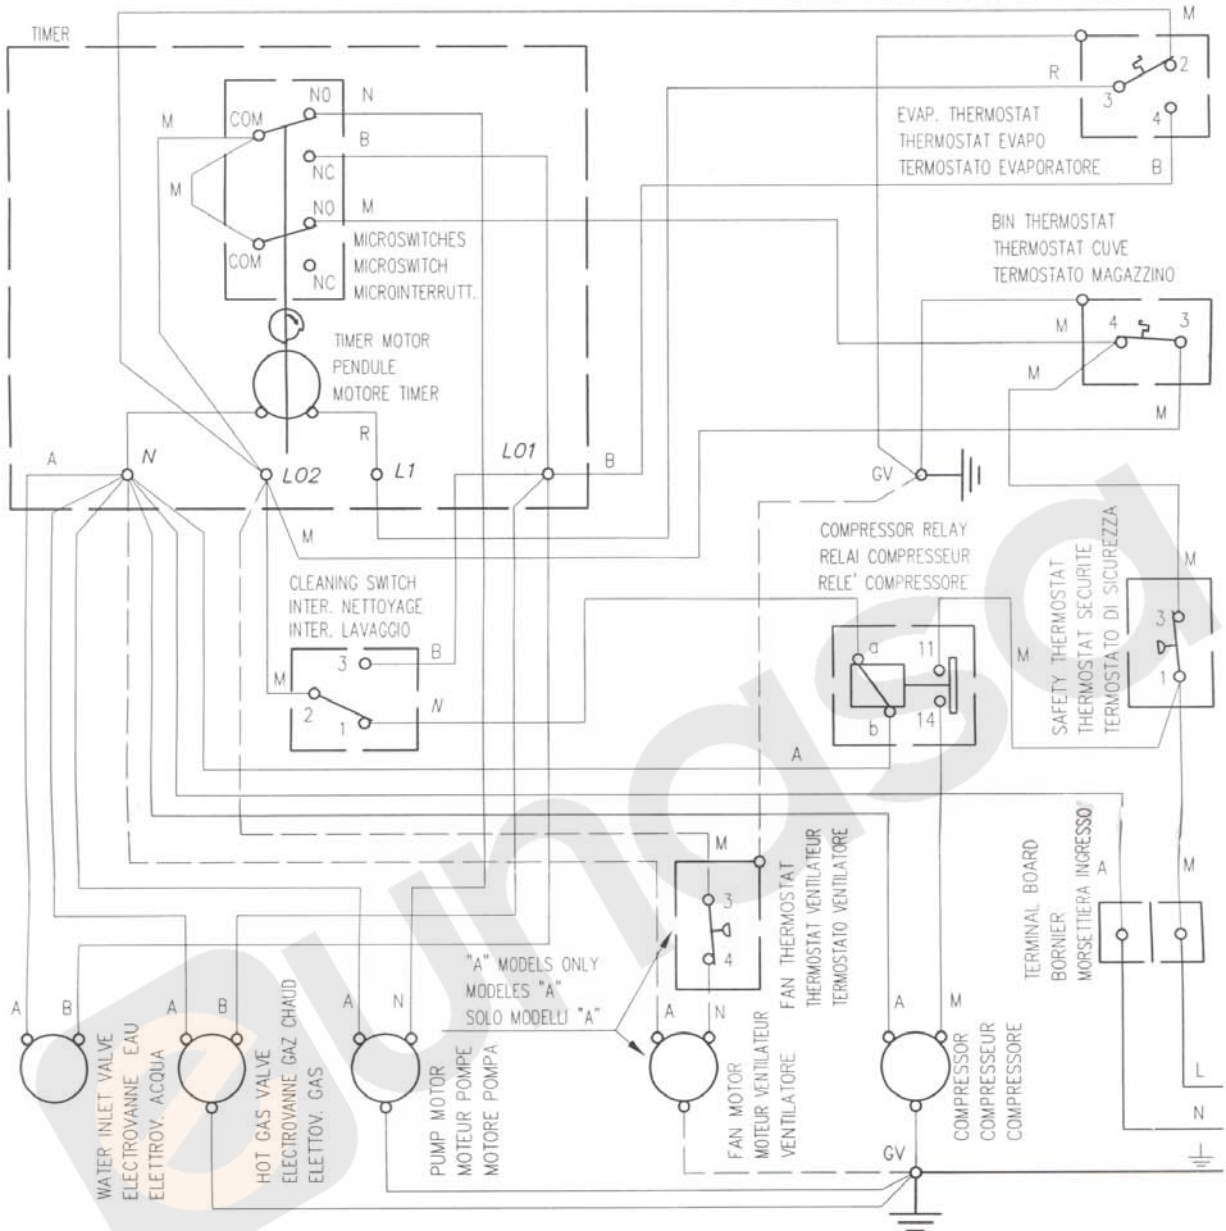 TIMER
M
NO
N
COM
M
B
NC
M
NO
M
COM
NC
MICROSWITCHES
MICROSWITCH
MICROINTERRUTT.
TIMER MOTOR
PENDULE
MOTORE TIMER
R
A
N
LO2
L1
LO1
B
M
R
3
2
4
M
B
EVAP. THERMOSTAT
THERMOSTAT EVAPO
TERMOSTATO EVAPORATORE
BIN THERMOSTAT
THERMOSTAT CUVE
TERMOSTATO MAGAZZINO
M
4
3
M
M
GV
COMPRESSOR RELAY
RELAI COMPRESSEUR
RELE' COMPRESSORE
a
11
b
14
M
A
SAFETY THERMOSTAT
THERMOSTAT SECURITE
TERMOSTATO DI SICUREZZA
M
3
1
CLEANING SWITCH
INTER. NETTOYAGE
INTER. LAVAGGIO
3
B
M
2
1
N
M
3
4
FAN THERMOSTAT
THERMOSTAT VENTILATEUR
TERMOSTATO VENTILATORE
TERMINAL BOARD
BORNIER
MORSETTIERA INGRESSO
A
M
"A" MODELS ONLY
MODELES "A"
SOLO MODELLI "A"
A
B
WATER INLET VALVE
ELECTROVANNE EAU
ELETTROV. ACQUA
A
B
HOT GAS VALVE
ELECTROVANNE GAZ CHAUD
ELETTOV. GAS
A
N
PUMP MOTOR
MOTEUR POMPE
MOTORE POMPA
A
N
FAN MOTOR
MOTEUR VENTILATEUR
VENTILATORE
A
M
COMPRESSOR
COMPRESSEUR
COMPRESSORE
GV
L
N
eunasa